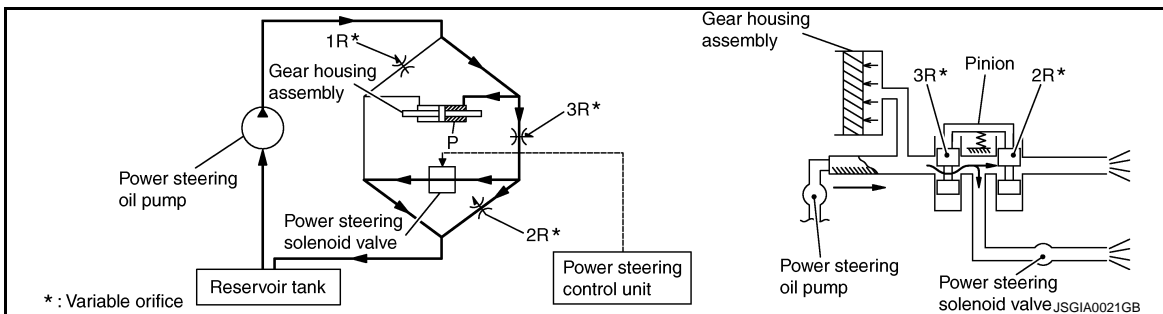 1R*
Gear housing
assembly
3R*
P
Power steering
oil pump
Power steering
solenoid valve
2R*
Reservoir tank
Power steering
control unit
* : Variable orifice
Gear housing
assembly
Pinion
3R*
2R*
Power steering
oil pump
Power steering
solenoid valve
JSGIA0021GB